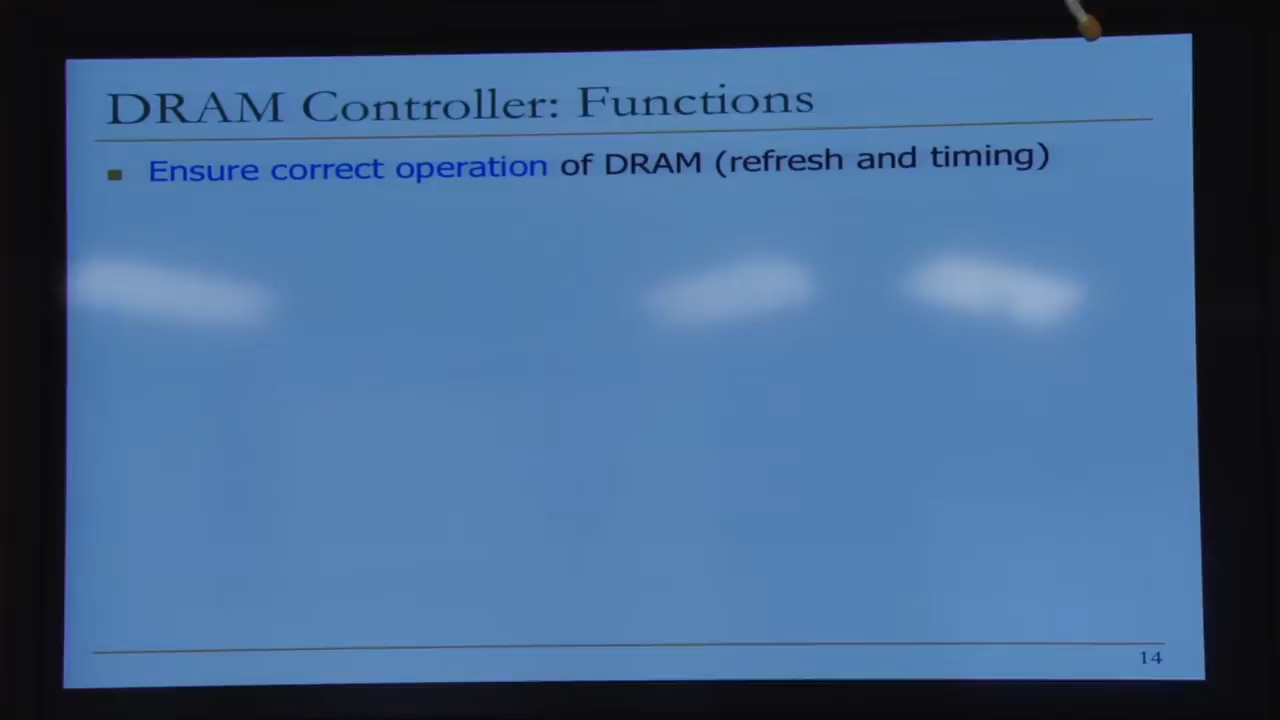 DRAM Controller: Functions
Ensure correct operation of DRAM (refresh and timing)
14